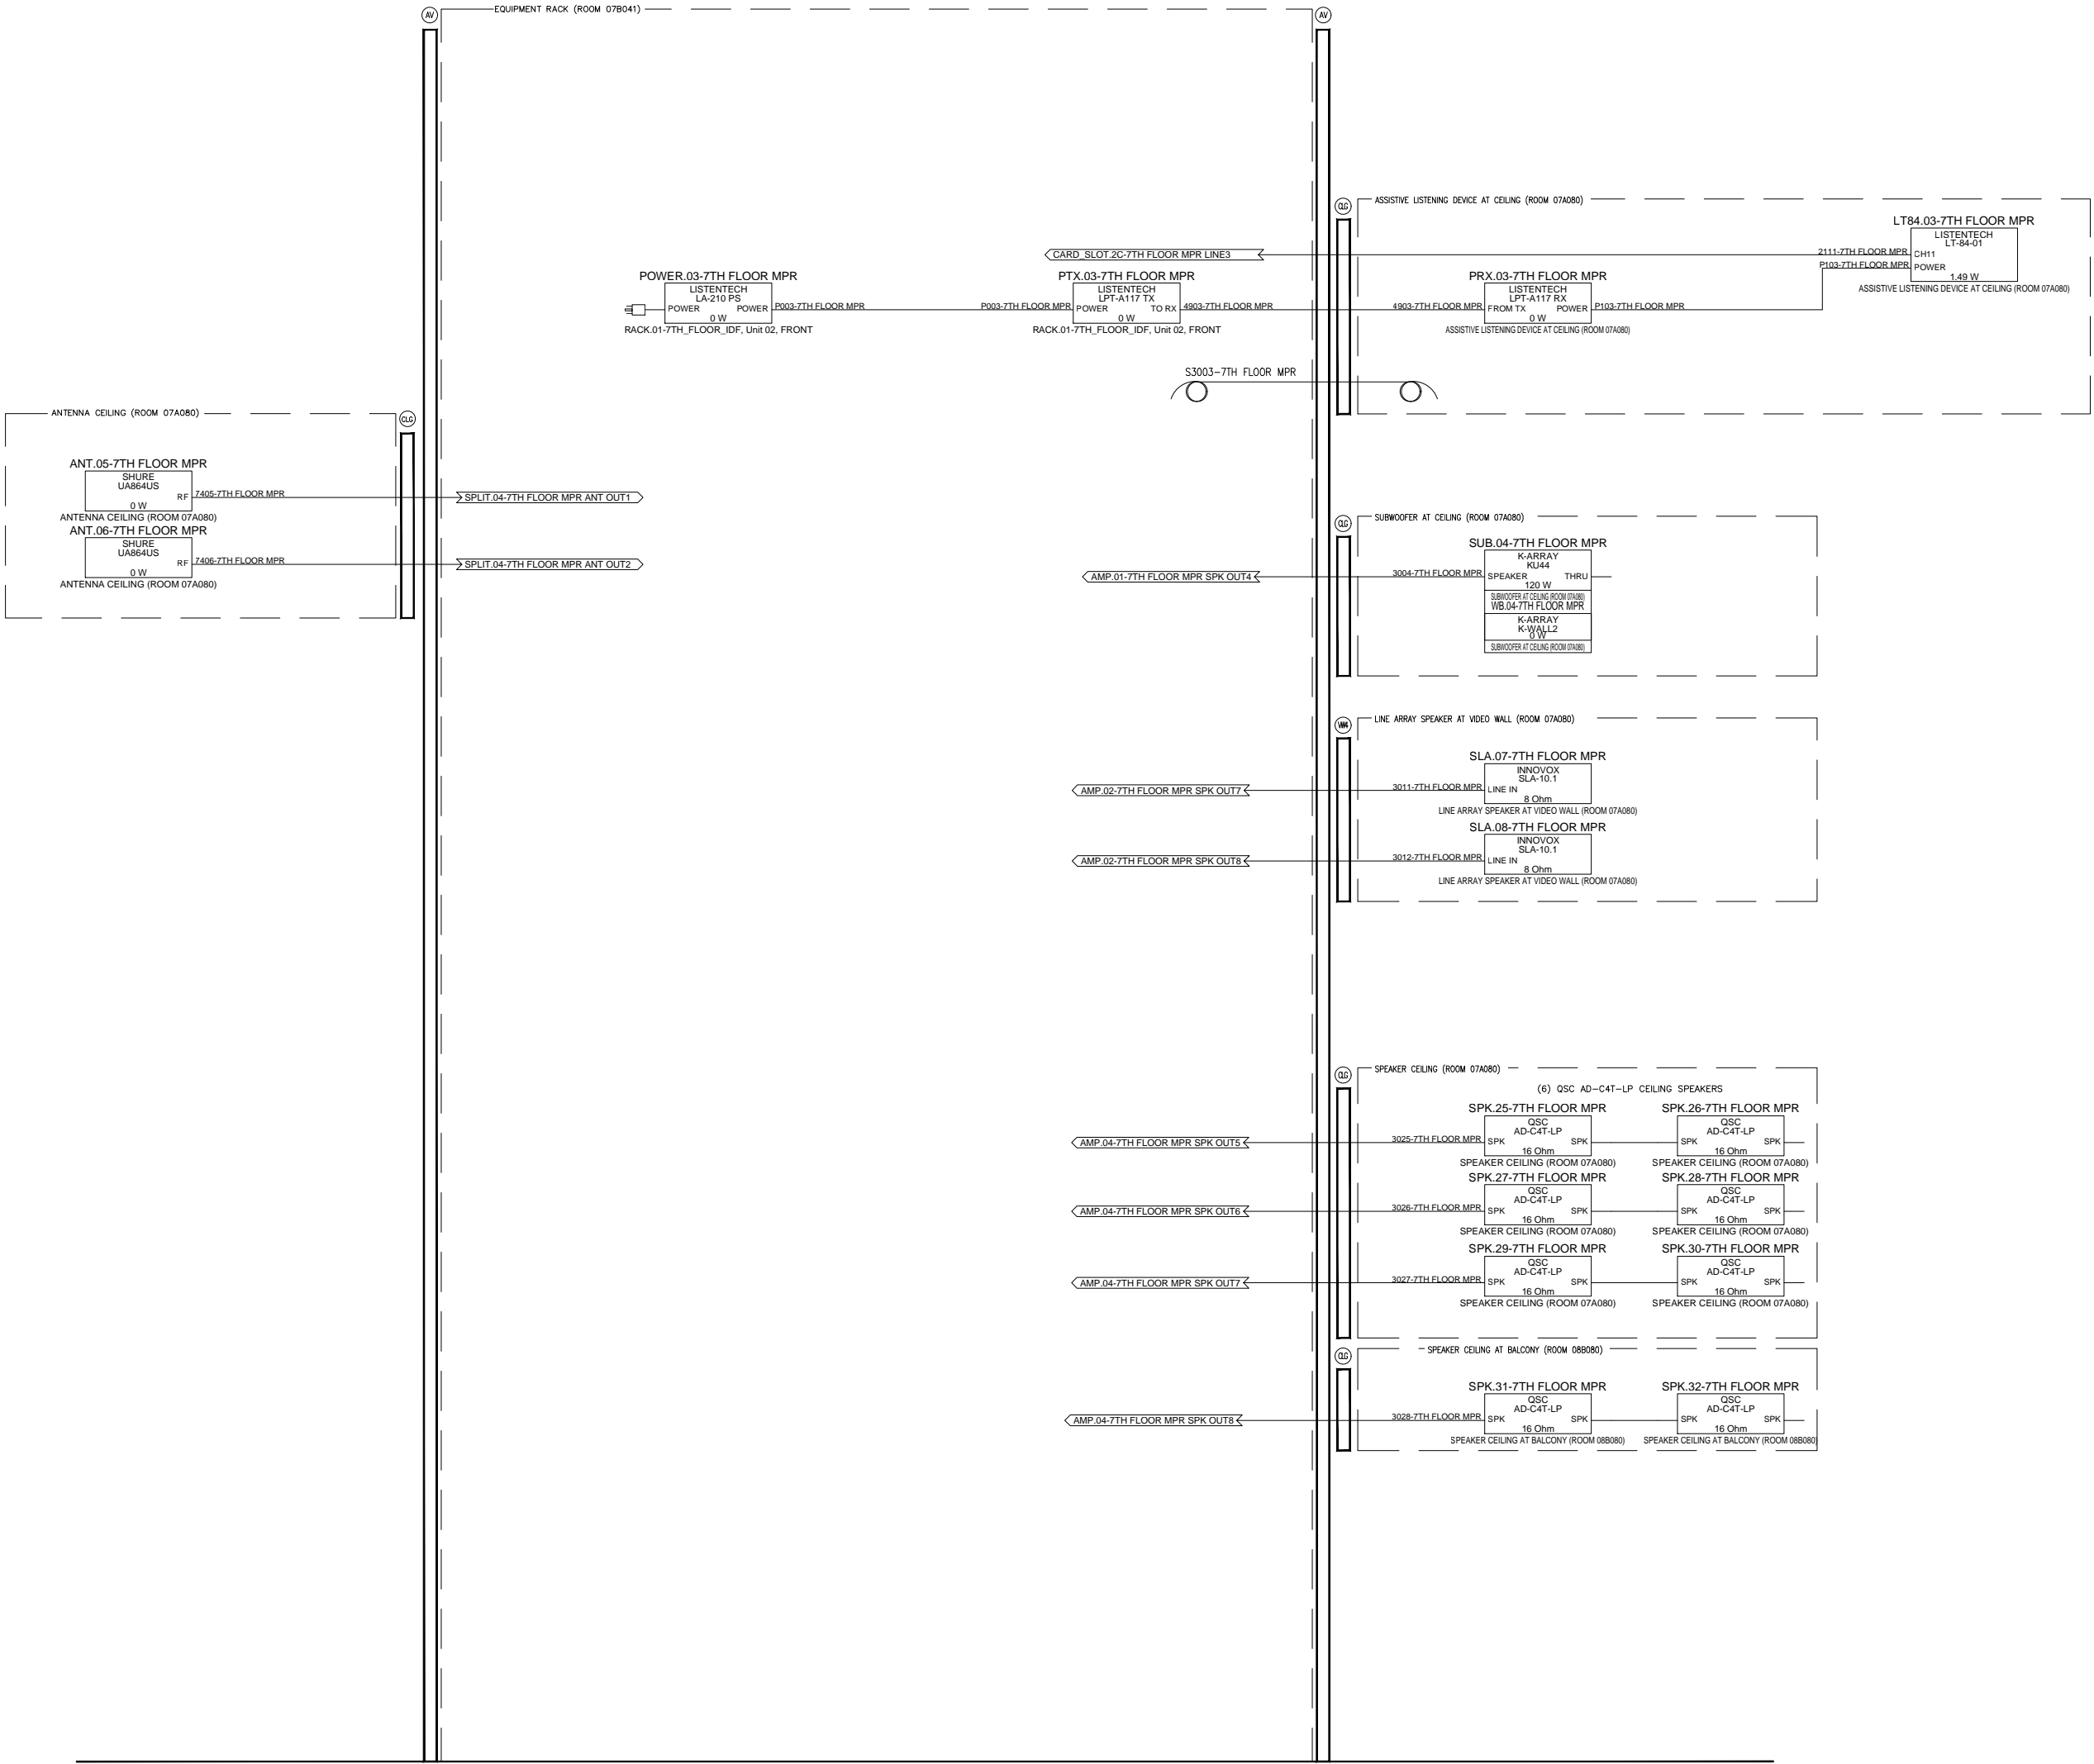 AV
EQUIPMENT RACK (ROOM 07B041)
AV
CLG
ASSISTIVE LISTENING DEVICE AT CEILING (ROOM 07A080)
LT84.03-7TH FLOOR MPR
LISTENTECH
LT-84-01
CARD_SLOT.2C-7TH FLOOR MPR LINE3
2111-7TH FLOOR MPR
CH11
P103-7TH FLOOR MPR
POWER
1.49 W
ASSISTIVE LISTENING DEVICE AT CEILING (ROOM 07A080)
POWER.03-7TH FLOOR MPR
LISTENTECH
LA-210 PS
POWER POWER
0 W
P003-7TH FLOOR MPR
RACK.01-7TH_FLOOR_IDF, Unit 02, FRONT
PTX.03-7TH FLOOR MPR
LISTENTECH
LPT-A117 TX
P003-7TH FLOOR MPR
POWER TO RX
0 W
4903-7TH FLOOR MPR
RACK.01-7TH_FLOOR_IDF, Unit 02, FRONT
PRX.03-7TH FLOOR MPR
LISTENTECH
LPT-A117 RX
4903-7TH FLOOR MPR
FROM TX POWER
0 W
P103-7TH FLOOR MPR
ASSISTIVE LISTENING DEVICE AT CEILING (ROOM 07A080)
S3003-7TH FLOOR MPR
ANTENNA CEILING (ROOM 07A080)
CLG
ANT.05-7TH FLOOR MPR
SHURE
UA864US
RF
7405-7TH FLOOR MPR
SPLIT.04-7TH FLOOR MPR ANT OUT1
0 W
ANTENNA CEILING (ROOM 07A080)
ANT.06-7TH FLOOR MPR
SHURE
UA864US
RF
7406-7TH FLOOR MPR
SPLIT.04-7TH FLOOR MPR ANT OUT2
0 W
ANTENNA CEILING (ROOM 07A080)
CLG
SUBWOOFER AT CEILING (ROOM 07A080)
SUB.04-7TH FLOOR MPR
K-ARRAY
KU44
AMP.01-7TH FLOOR MPR SPK OUT4
3004-7TH FLOOR MPR
SPEAKER THRU
120 W
SUBWOOFER AT CEILING (ROOM 07A080)
WB.04-7TH FLOOR MPR
K-ARRAY
K-WALL2
0 W
SUBWOOFER AT CEILING (ROOM 07A080)
LINE ARRAY SPEAKER AT VIDEO WALL (ROOM 07A080)
SLA.07-7TH FLOOR MPR
INNOVOX
SLA-10.1
AMP.02-7TH FLOOR MPR SPK OUT7
3011-7TH FLOOR MPR
LINE IN
8 Ohm
LINE ARRAY SPEAKER AT VIDEO WALL (ROOM 07A080)
SLA.08-7TH FLOOR MPR
INNOVOX
SLA-10.1
AMP.02-7TH FLOOR MPR SPK OUT8
3012-7TH FLOOR MPR
LINE IN
8 Ohm
LINE ARRAY SPEAKER AT VIDEO WALL (ROOM 07A080)
CLG
SPEAKER CEILING (ROOM 07A080)
(6) QSC AD-C4T-LP CEILING SPEAKERS
SPK.25-7TH FLOOR MPR
QSC
AD-C4T-LP
AMP.04-7TH FLOOR MPR SPK OUT5
3025-7TH FLOOR MPR
SPK SPK
16 Ohm
SPEAKER CEILING (ROOM 07A080)
SPK.26-7TH FLOOR MPR
QSC
AD-C4T-LP
SPK SPK
16 Ohm
SPEAKER CEILING (ROOM 07A080)
SPK.27-7TH FLOOR MPR
QSC
AD-C4T-LP
AMP.04-7TH FLOOR MPR SPK OUT6
3026-7TH FLOOR MPR
SPK SPK
16 Ohm
SPEAKER CEILING (ROOM 07A080)
SPK.28-7TH FLOOR MPR
QSC
AD-C4T-LP
SPK SPK
16 Ohm
SPEAKER CEILING (ROOM 07A080)
SPK.29-7TH FLOOR MPR
QSC
AD-C4T-LP
AMP.04-7TH FLOOR MPR SPK OUT7
3027-7TH FLOOR MPR
SPK SPK
16 Ohm
SPEAKER CEILING (ROOM 07A080)
SPK.30-7TH FLOOR MPR
QSC
AD-C4T-LP
SPK SPK
16 Ohm
SPEAKER CEILING (ROOM 07A080)
CLG
SPEAKER CEILING AT BALCONY (ROOM 08B080)
SPK.31-7TH FLOOR MPR
QSC
AD-C4T-LP
AMP.04-7TH FLOOR MPR SPK OUT8
3028-7TH FLOOR MPR
SPK SPK
16 Ohm
SPEAKER CEILING AT BALCONY (ROOM 08B080)
SPK.32-7TH FLOOR MPR
QSC
AD-C4T-LP
SPK SPK
16 Ohm
SPEAKER CEILING AT BALCONY (ROOM 08B080)